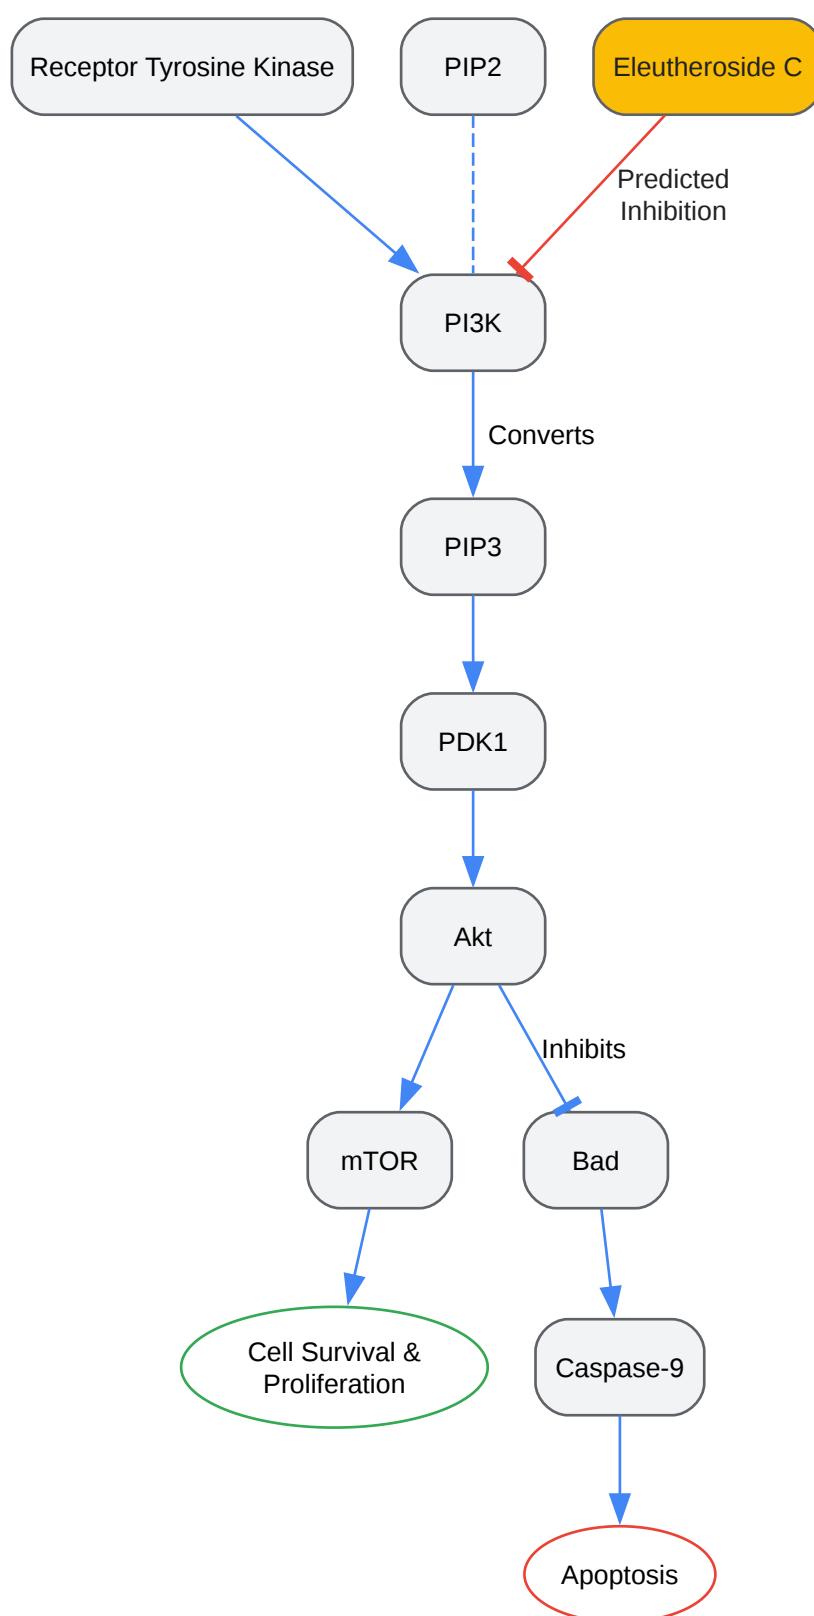 Receptor Tyrosine Kinase
PIP2
Eleutheroside C
Predicted
Inhibition
PI3K
Converts
PIP3
PDK1
Akt
Inhibits
mTOR
Bad
Cell Survival &
Proliferation
Caspase-9
Apoptosis